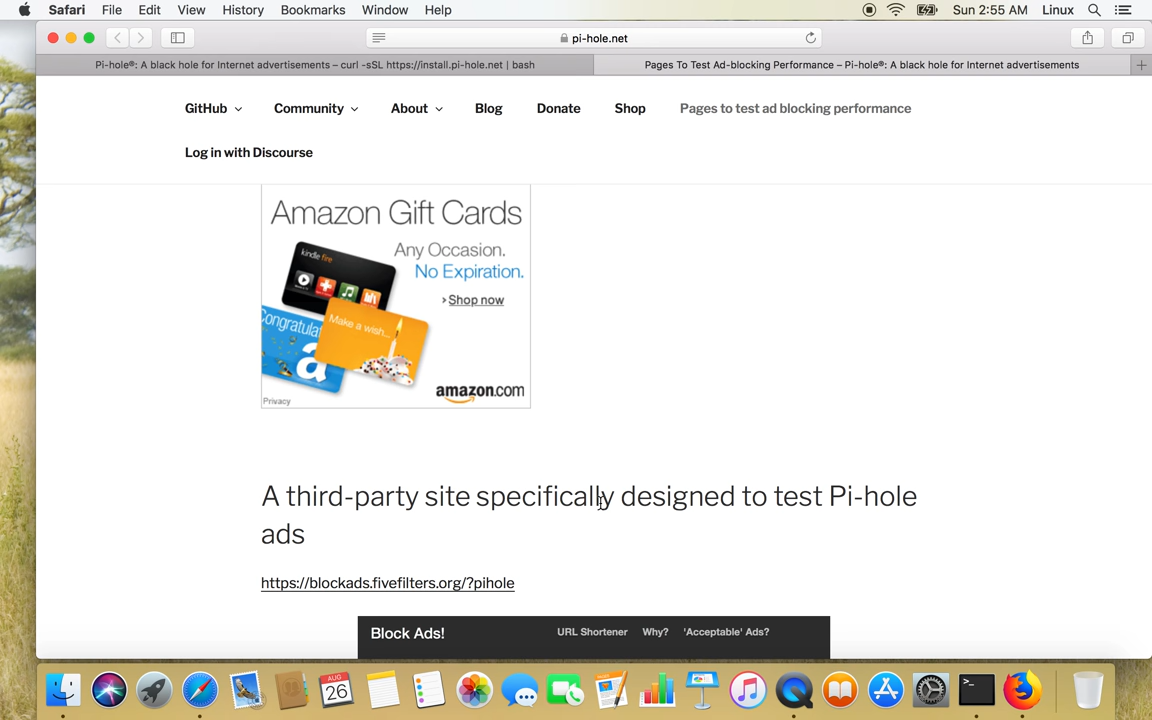 Safari File Edit View History Bookmarks Window Help Sun 2:55 AM Linux
pi-hole.net
Pi-hole®: A black hole for Internet advertisements – curl -sSL https://install.pi-hole.net | bash
Pages To Test Ad-blocking Performance – Pi-hole®: A black hole for Internet advertisements
GitHub Community About Blog Donate Shop Pages to test ad blocking performance
Log in with Discourse
Amazon Gift Cards
Any Occasion.
No Expiration.
› Shop now
kindle fire
Congratulat
Make a wish...
a
amazon.com
Privacy
A third-party site specifically designed to test Pi-hole
ads
https://blockads.fivefilters.org/?pihole
Block Ads! URL Shortener Why? 'Acceptable' Ads?
AUG
26
>_